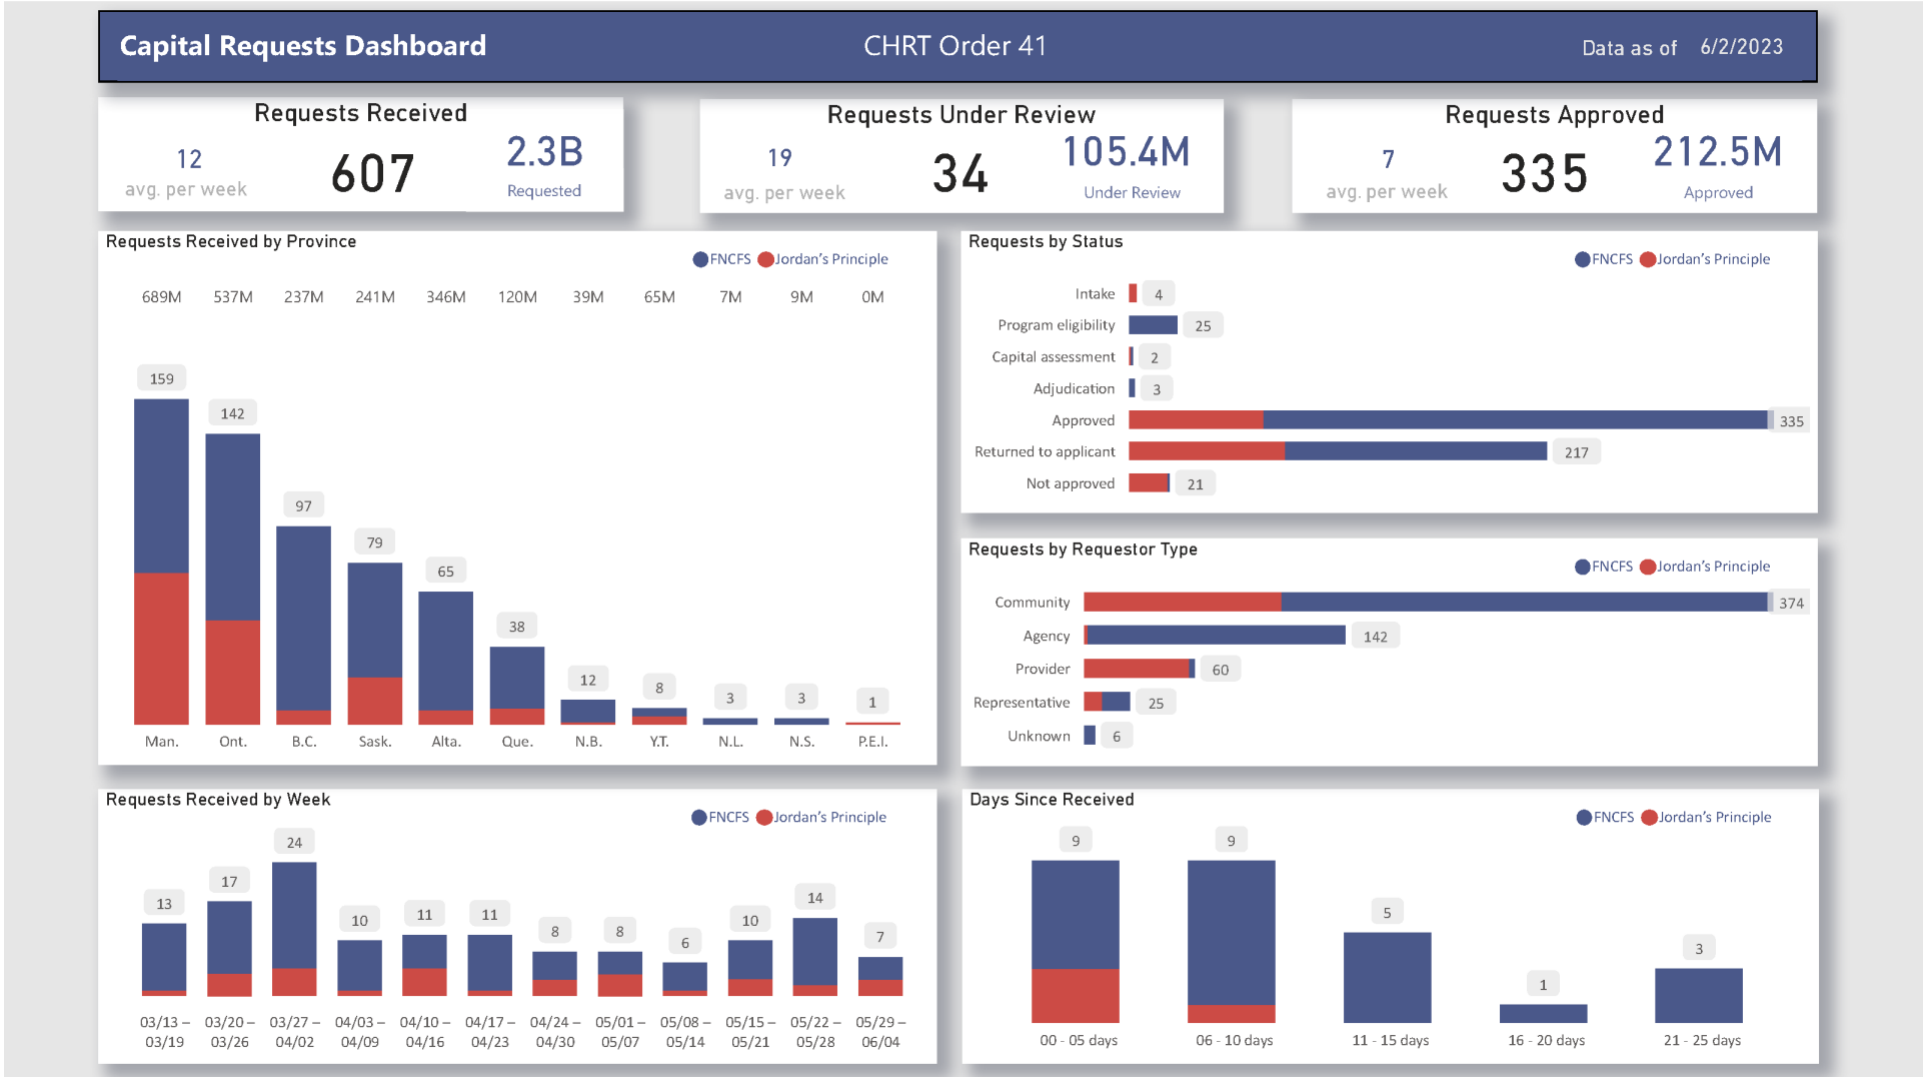 Capital Requests Dashboard
CHRT Order 41
Data as of 6/2/2023
Requests Received
12
avg. per week
607
2.3B
Requested
Requests Under Review
19
avg. per week
34
105.4M
Under Review
Requests Approved
7
avg. per week
335
212.5M
Approved
Requests Received by Province
FNCFS Jordan's Principle
689M 537M 237M 241M 346M 120M 39M 65M 7M 9M 0M
159
142
97
79
65
38
12
8
3
3
1
Man. Ont. B.C. Sask. Alta. Que. N.B. Y.T. N.L. N.S. P.E.I.
Requests by Status
FNCFS Jordan's Principle
Intake 4
Program eligibility 25
Capital assessment 2
Adjudication 3
Approved 335
Returned to applicant 217
Not approved 21
Requests by Requestor Type
FNCFS Jordan's Principle
Community 374
Agency 142
Provider 60
Representative 25
Unknown 6
Requests Received by Week
FNCFS Jordan's Principle
13
17
24
10
11
11
8
8
6
10
14
7
03/13 – 03/20 – 03/27 – 04/03 – 04/10 – 04/17 – 04/24 – 05/01 – 05/08 – 05/15 – 05/22 – 05/29 –
03/19 03/26 04/02 04/09 04/16 04/23 04/30 05/07 05/14 05/21 05/28 06/04
Days Since Received
FNCFS Jordan's Principle
9
9
5
1
3
00 - 05 days 06 - 10 days 11 - 15 days 16 - 20 days 21 - 25 days